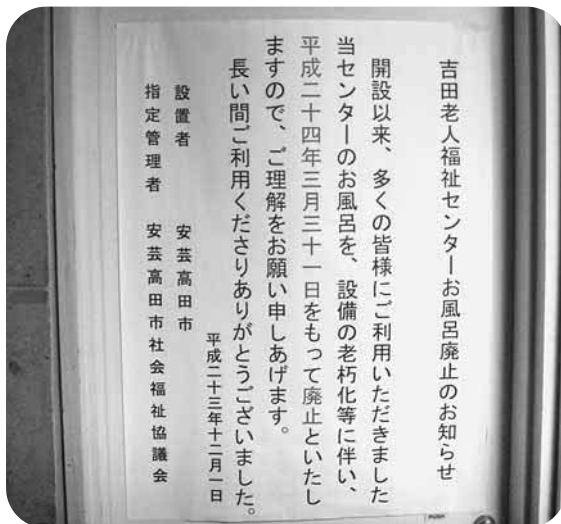 吉田老人福祉センターお風呂廃止のお知らせ
開設以来、多くの皆様にご利用いただきました
当センターのお風呂を、設備の老朽化等に伴い、
平成二十四年三月三十一日をもって廃止といたし
ますので、ご理解をお願い申しあげます。
長い間ご利用くださりありがとうございました。
平成二十三年十二月一日
設置者 安芸高田市
指定管理者 安芸高田市社会福祉協議会
PUSH